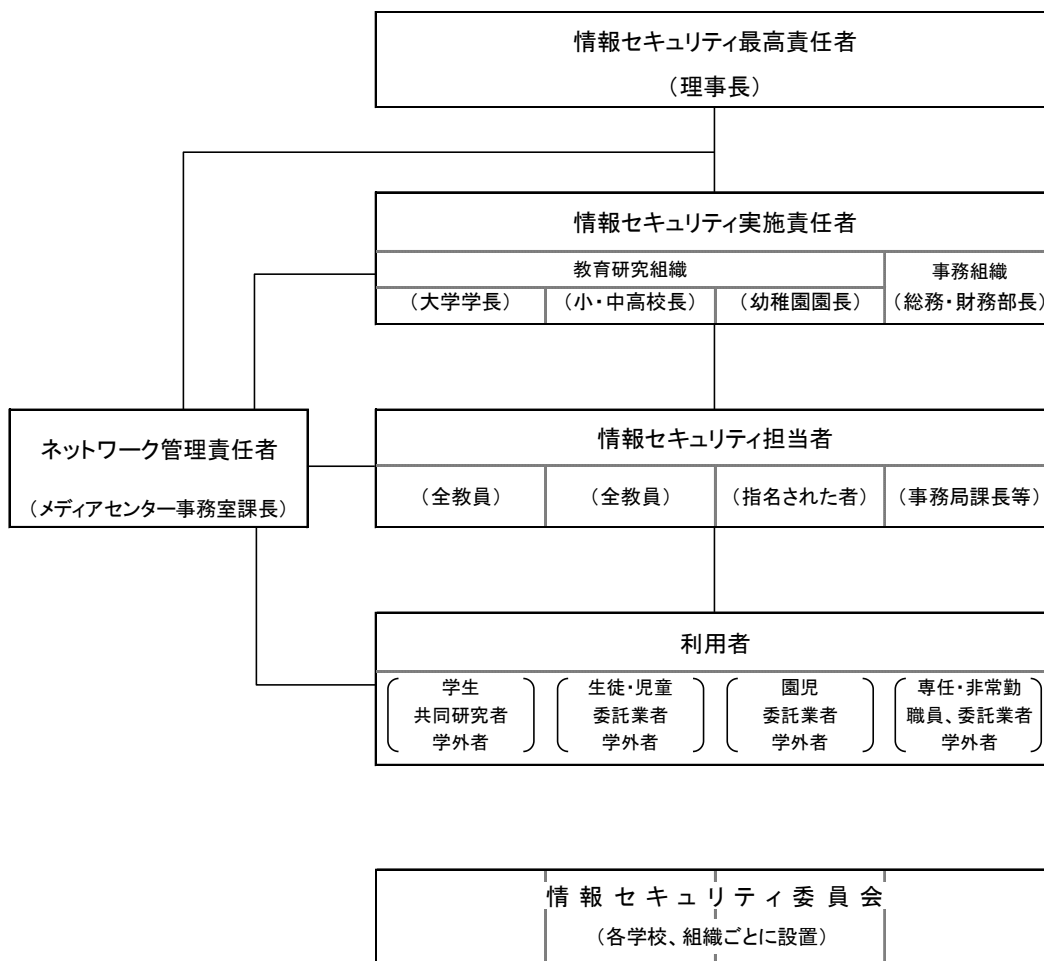 情報セキュリティ最高責任者
（理事長）
情報セキュリティ実施責任者
教育研究組織
事務組織
（大学学長）
（小・中高校長）
（幼稚園園長）
（総務・財務部長）
ネットワーク管理責任者
（メディアセンター事務室課長）
情報セキュリティ担当者
（全教員）
（全教員）
（指名された者）
（事務局課長等）
利用者
学生
共同研究者
学外者
生徒・児童
委託業者
学外者
園児
委託業者
学外者
専任・非常勤
職員、委託業者
学外者
情報セキュリティ委員会
（各学校、組織ごとに設置）